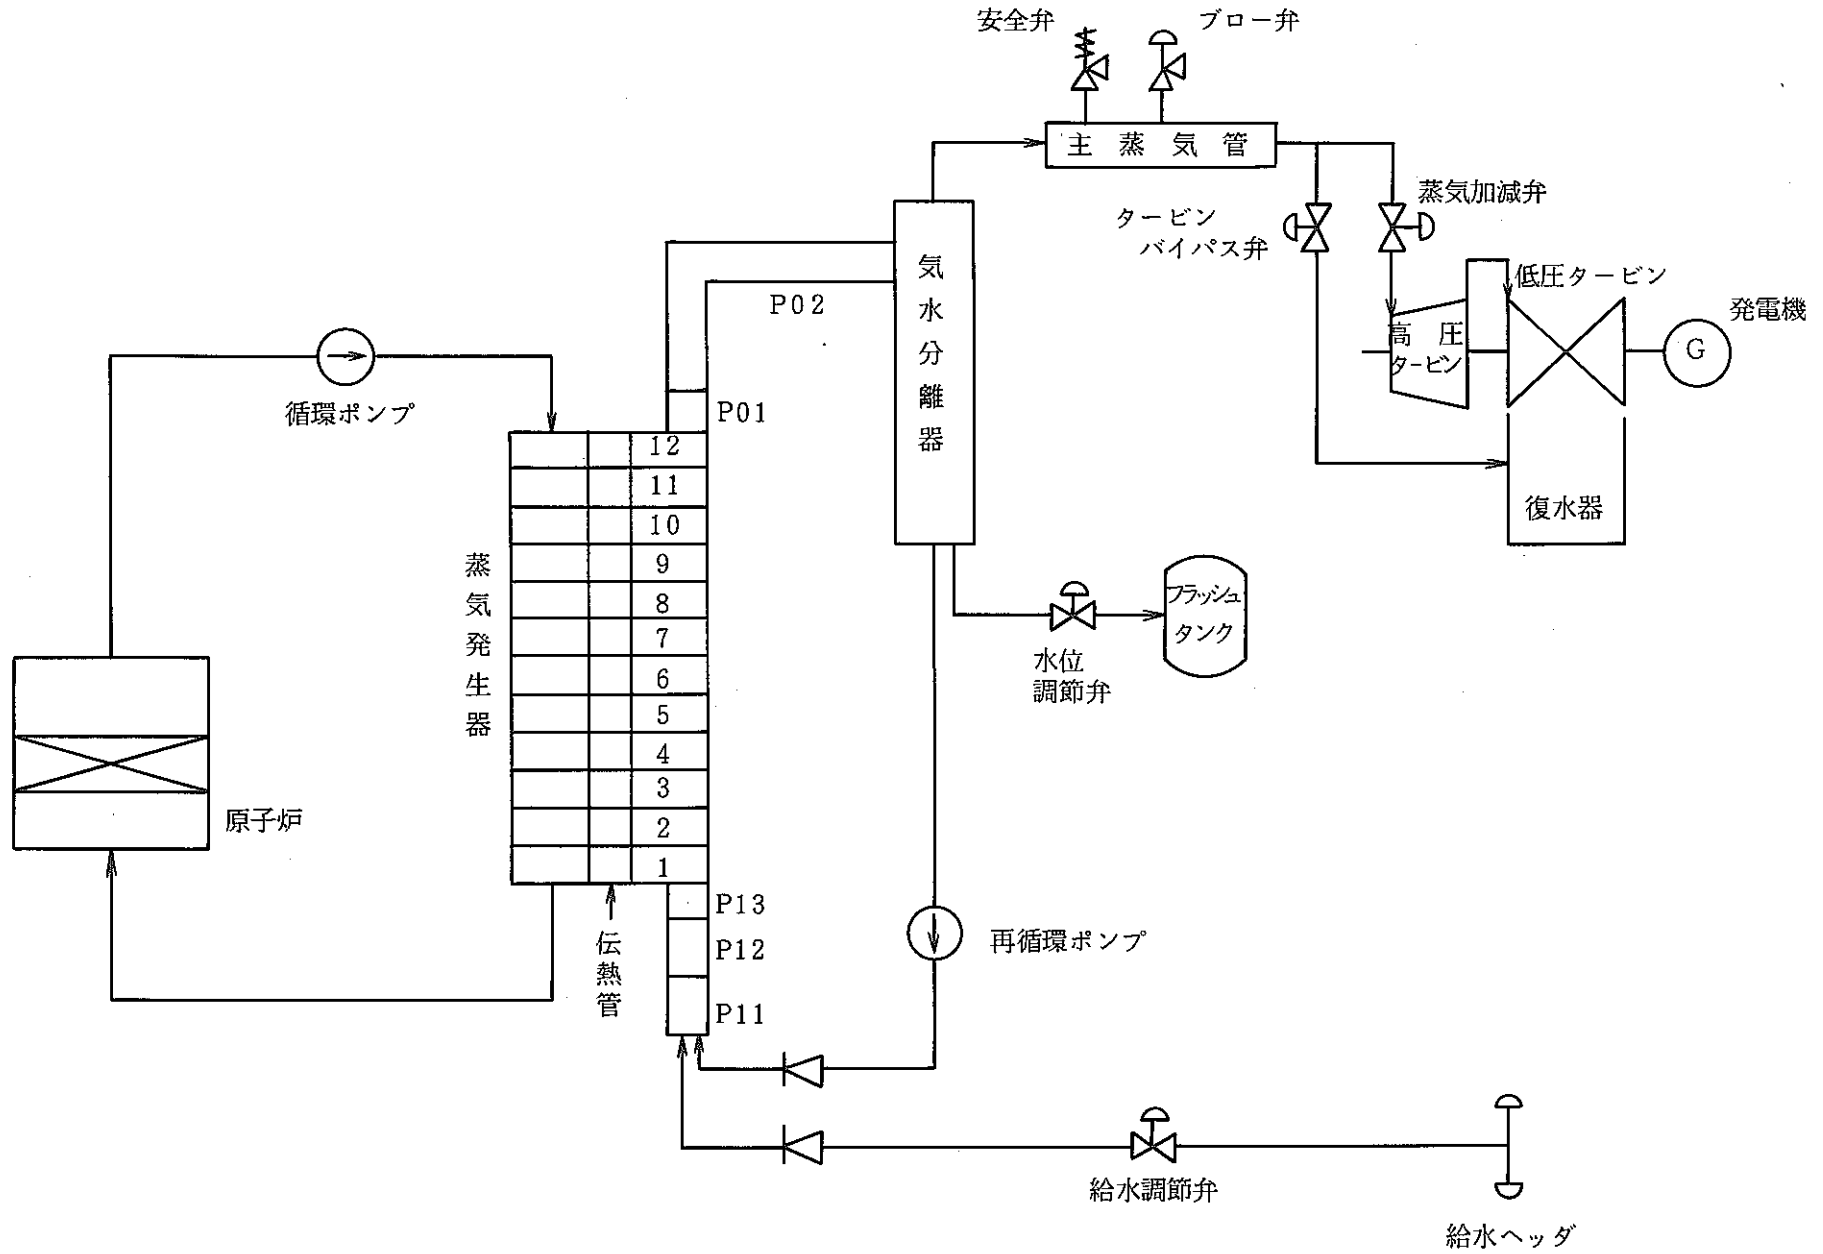 安全弁
ブロー弁
主蒸気管
蒸気加減弁
タービン
バイパス弁
気水分離器
低圧タービン
P02
発電機
高圧
タービン
G
循環ポンプ
P01
12
11
10
9
8
7
6
5
4
3
2
1
蒸気発生器
復水器
フラッシュ
タンク
水位
調節弁
原子炉
P13
P12
P11
伝熱管
再循環ポンプ
給水調節弁
給水ヘッダ